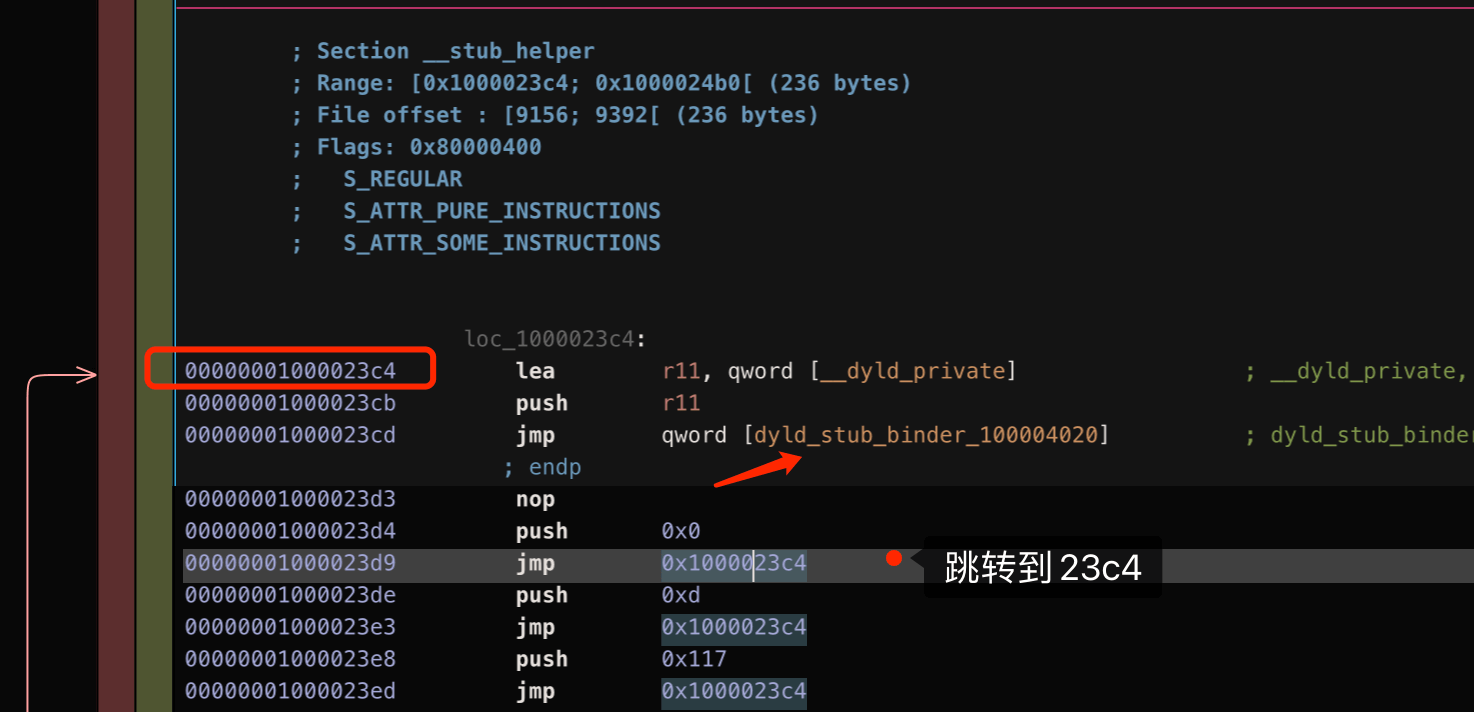 ; Section __stub_helper
; Range: [0x1000023c4; 0x1000024b0[ (236 bytes)
; File offset : [9156; 9392[ (236 bytes)
; Flags: 0x80000400
;   S_REGULAR
;   S_ATTR_PURE_INSTRUCTIONS
;   S_ATTR_SOME_INSTRUCTIONS
loc_1000023c4:
00000001000023c4 lea r11, qword [__dyld_private] ; __dyld_private,
00000001000023cb push r11
00000001000023cd jmp qword [dyld_stub_binder_100004020] ; dyld_stub_binder
; endp
00000001000023d3 nop
00000001000023d4 push 0x0
00000001000023d9 jmp 0x1000023c4 跳转到 23c4
00000001000023de push 0xd
00000001000023e3 jmp 0x1000023c4
00000001000023e8 push 0x117
00000001000023ed jmp 0x1000023c4